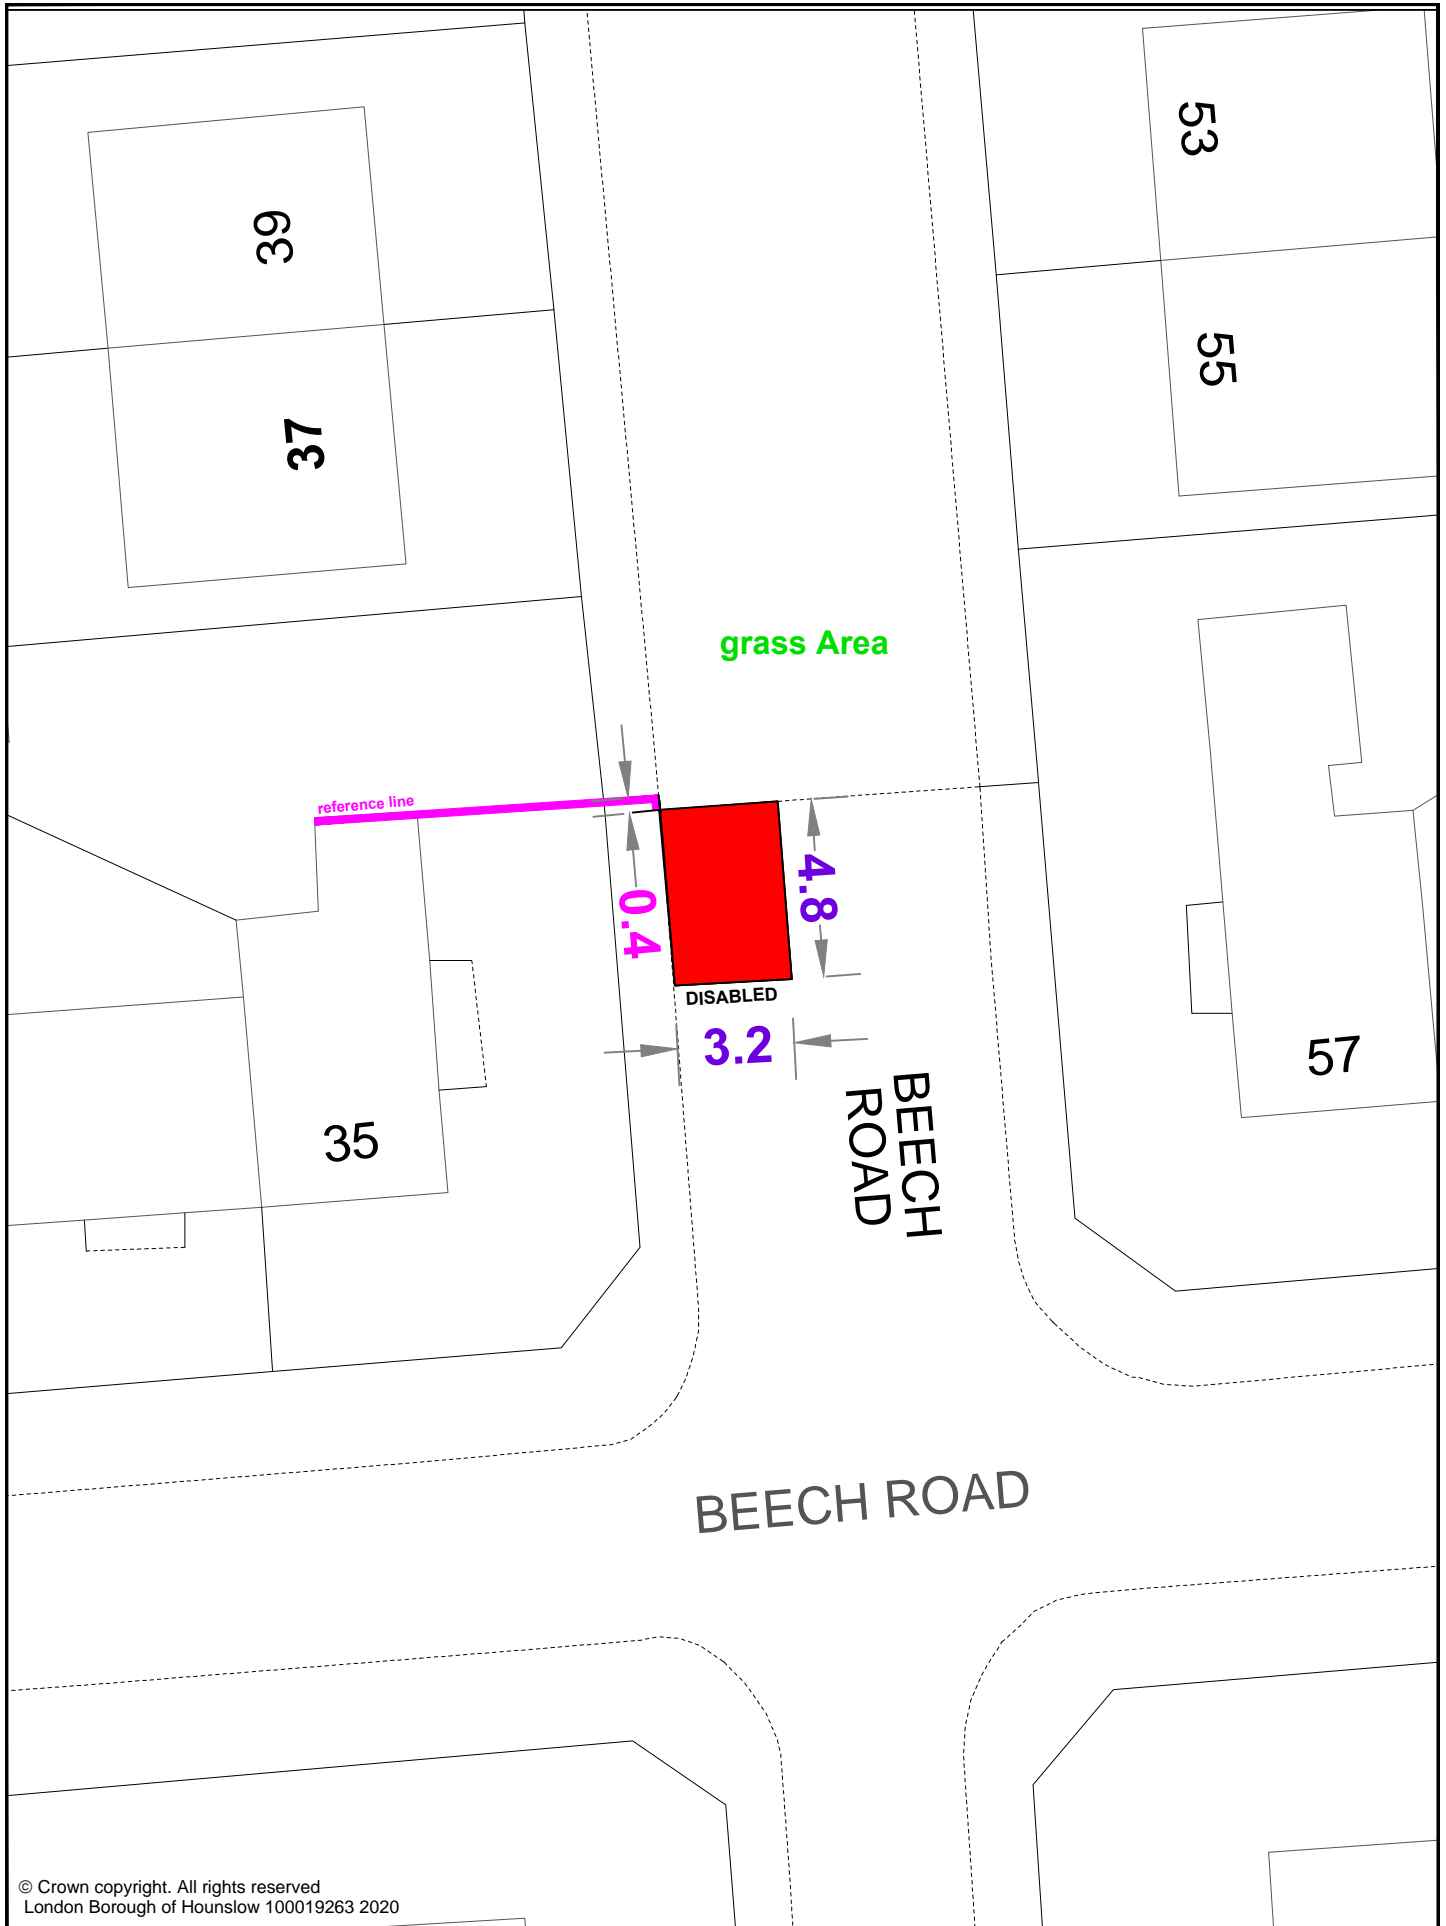 53
39
55
37
grass Area
reference line
4.8
0.4
DISABLED
3.2
57
BEECH
ROAD
35
BEECH ROAD
© Crown copyright. All rights reserved
London Borough of Hounslow 100019263 2020